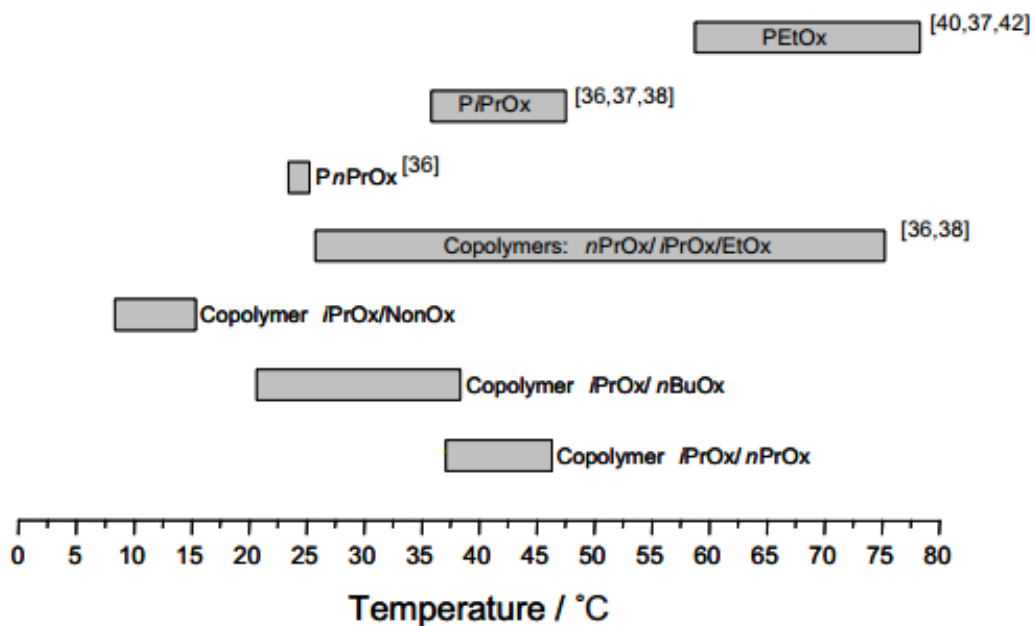 PEtOx [40,37,42]
PiPrOx [36,37,38]
PnPrOx [36]
Copolymers: nPrOx/ iPrOx/EtOx [36,38]
Copolymer iPrOx/NonOx
Copolymer iPrOx/ nBuOx
Copolymer iPrOx/ nPrOx
0 5 10 15 20 25 30 35 40 45 50 55 60 65 70 75 80
Temperature / °C